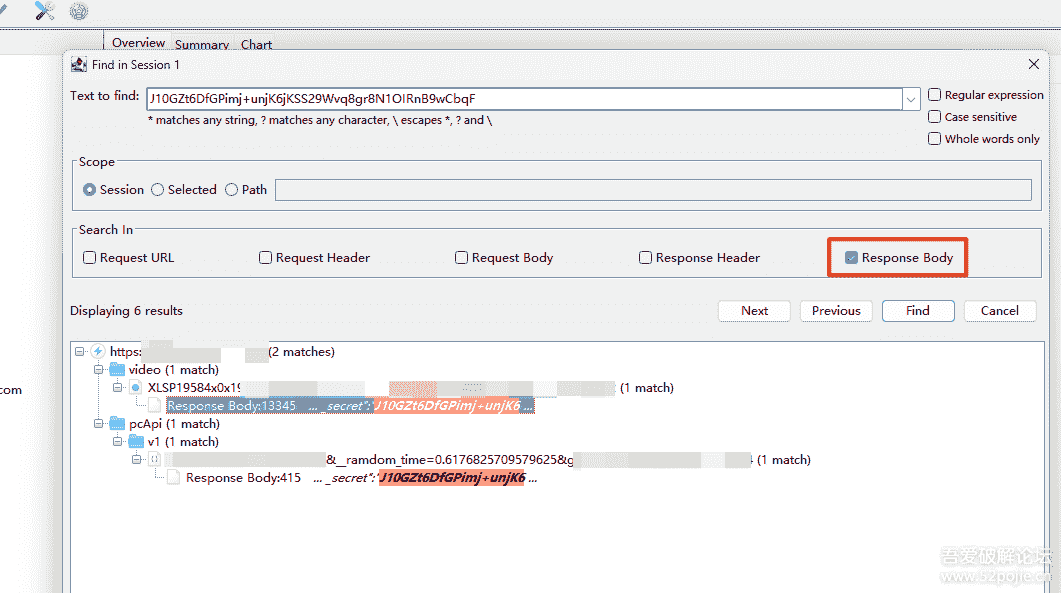 Overview Summary Chart
Find in Session 1
Text to find: J10GZt6DfGPimj+unjK6jKSS29Wvq8gr8N1OIRnB9wCbqF
Regular expression
* matches any string, ? matches any character, \ escapes *, ? and \
Case sensitive
Whole words only
Scope
Session Selected Path
Search In
Request URL Request Header Request Body Response Header Response Body
Displaying 6 results
Next Previous Find Cancel
https: (2 matches)
video (1 match)
com
XLSP19584x0x19 (1 match)
Response Body:13345 ... _secret":"J10GZt6DfGPimj+unjK6 ...
pcApi (1 match)
v1 (1 match)
&__ramdom_time=0.6176825709579625&g (1 match)
Response Body:415 ... _secret":"J10GZt6DfGPimj+unjK6 ...
吾爱破解论坛
www.52pojie.cn